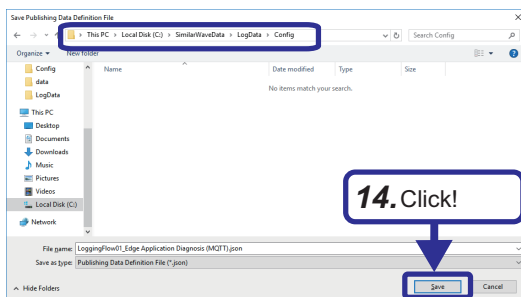 Save Publishing Data Definition File
This PC > Local Disk (C:) > SimilarWaveData > LogData > Config
Search Config
Organize New folder
Name Date modified Type Size
Config
data
LogData
This PC
Desktop
Documents
Downloads
Music
Pictures
Videos
Local Disk (C:)
Network
No items match your search.
14. Click!
File name: LoggingFlow01_Edge Application Diagnosis (MQTT).json
Save as type: Publishing Data Definition File (*.json)
Hide Folders Save Cancel